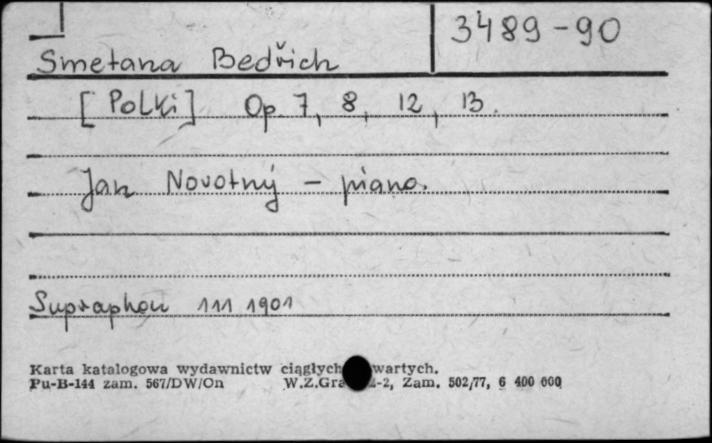 3489-90
Smetana Bedřich
[Polki] Op. 7, 8, 12, 13.
Jan Novotný – piano.
Supraphon 111 1901
Karta katalogowa wydawnictw ciągłych wartych.
Pu-B-144 zam. 567/DW/On W.Z.Gra -2, Zam. 502/77, 6 400 000